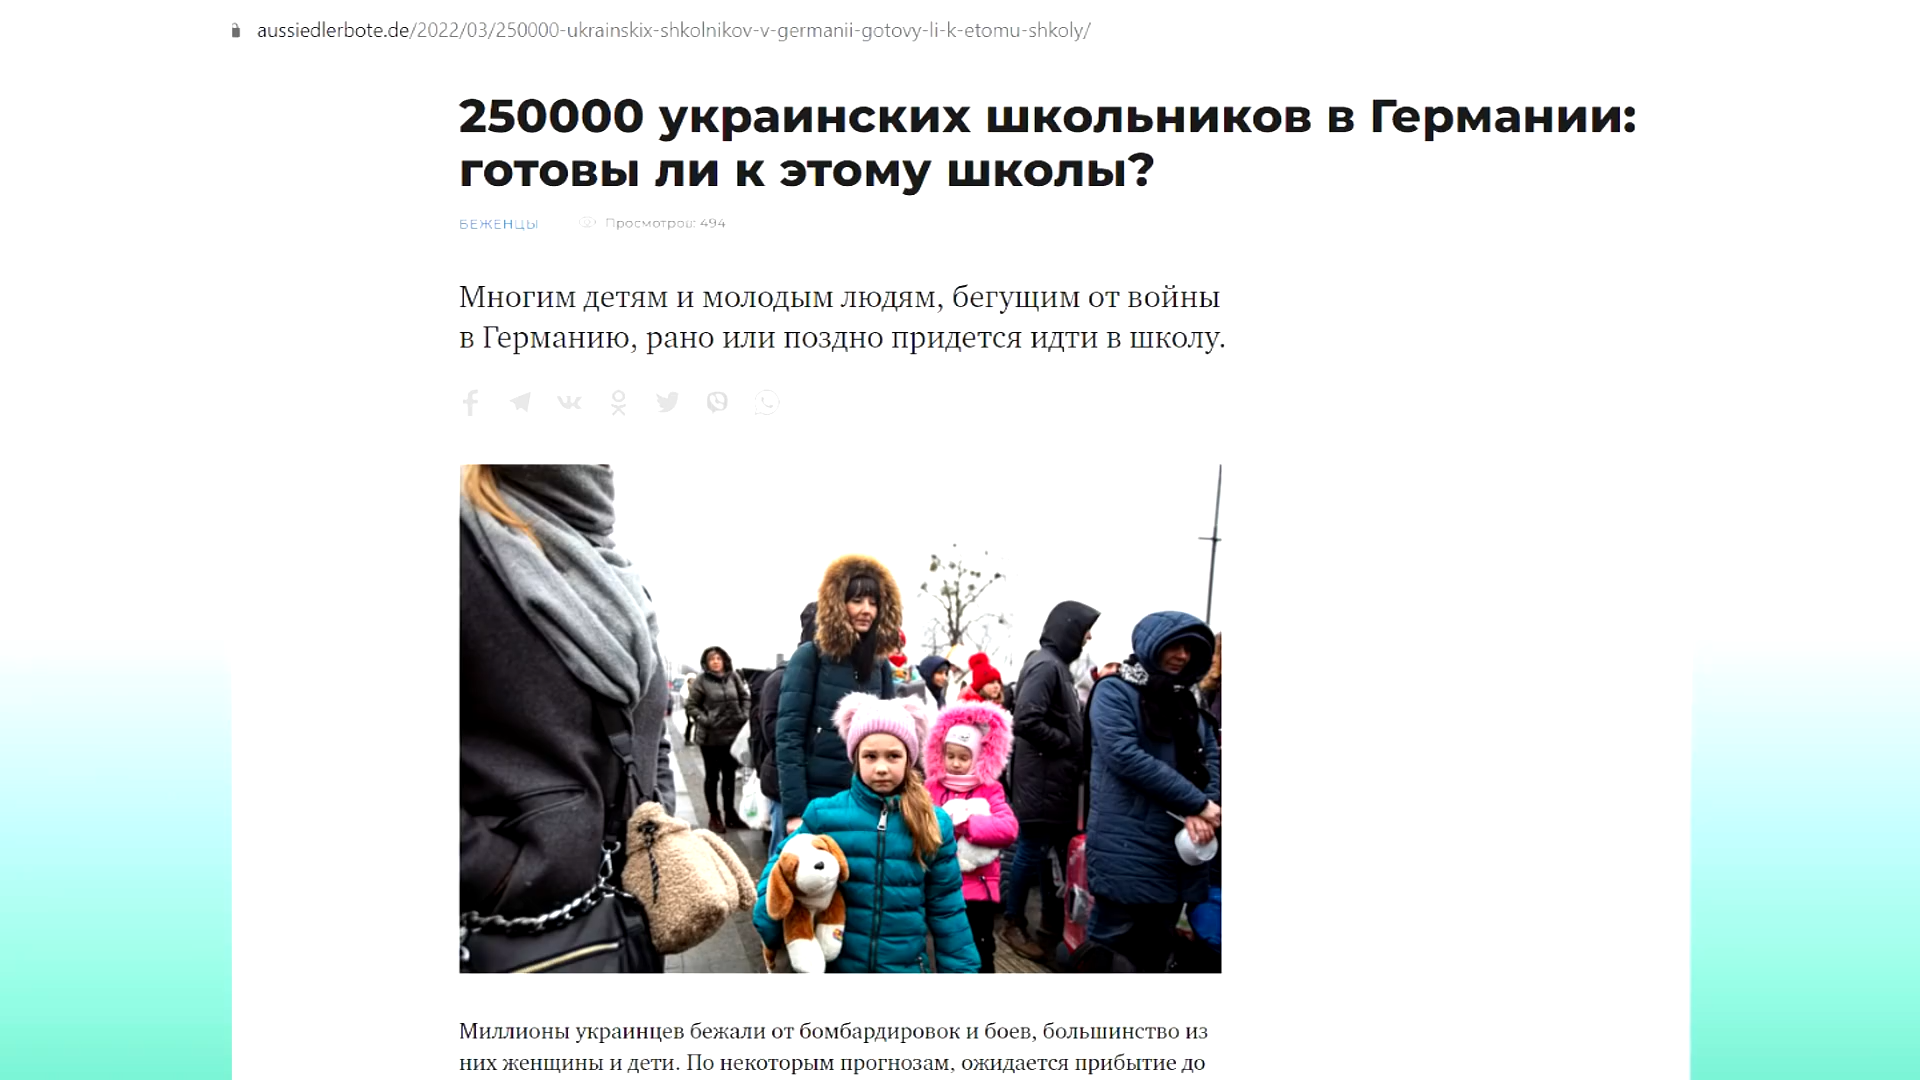 aussiedlerbote.de/2022/03/250000-ukrainskix-shkolnikov-v-germanii-gotovy-li-k-etomu-shkoly/
250000 украинских школьников в Германии:
готовы ли к этому школы?
БЕЖЕНЦЫ Просмотров: 494
Многим детям и молодым людям, бегущим от войны
в Германию, рано или поздно придется идти в школу.
Миллионы украинцев бежали от бомбардировок и боев, большинство из
них женщины и дети. По некоторым прогнозам, ожидается прибытие до